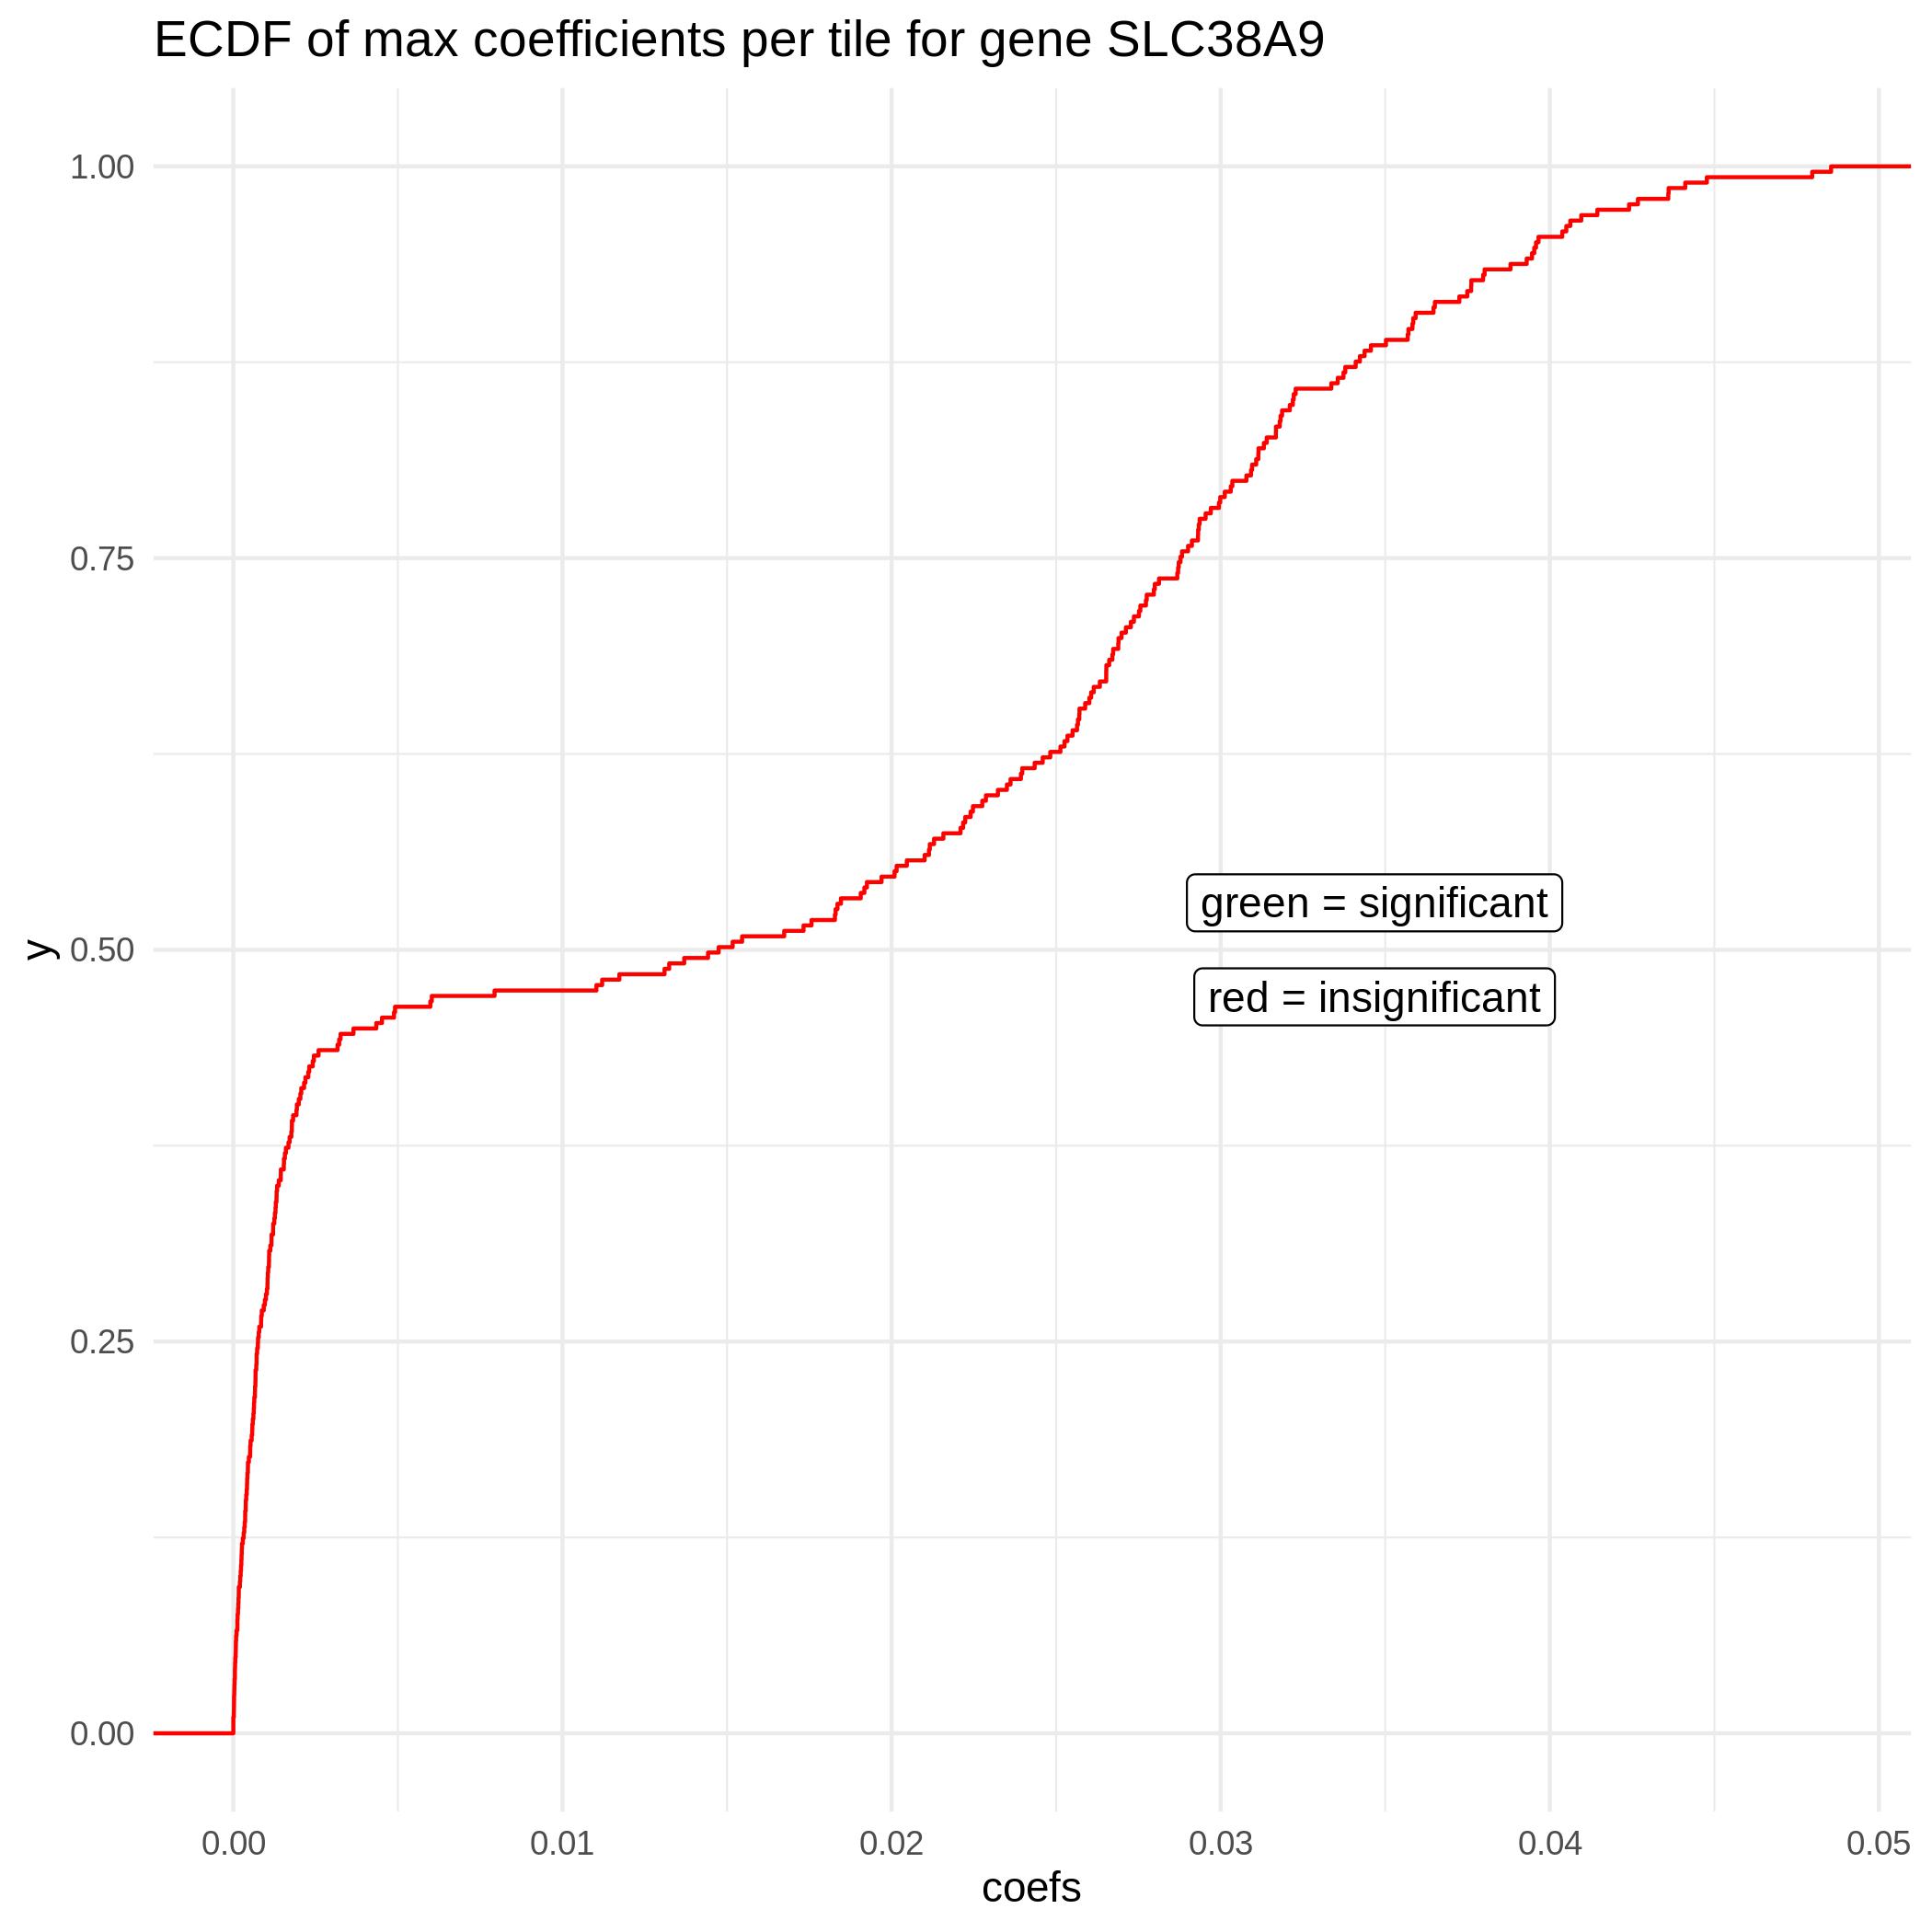 ECDF of max coefficients per tile for gene SLC38A9
1.00
0.75
0.50
0.25
0.00
y
green = significant
red = insignificant
0.00 0.01 0.02 0.03 0.04 0.05
coefs